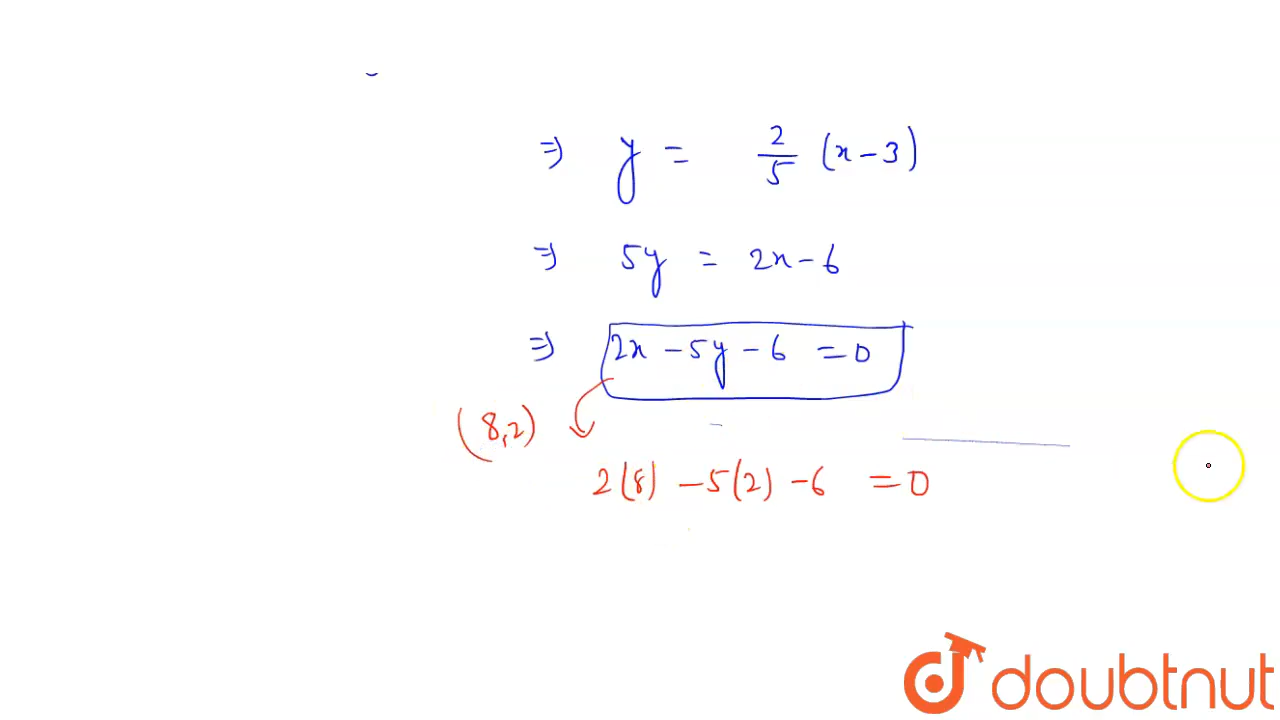 ⇒ y = 2/5 (x-3)
⇒ 5y = 2x-6
⇒ 2x-5y-6 =0
(8,2)
2(8) -5(2) -6 =0
doubtnut